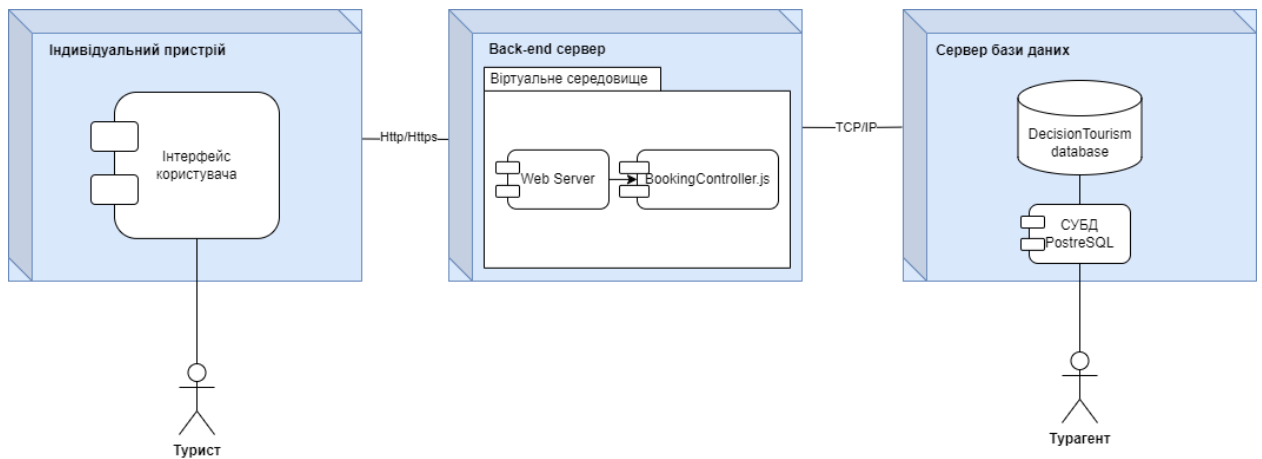 Індивідуальний пристрій
Інтерфейс
користувача
Http/Https
Back-end сервер
Віртуальне середовище
Web Server
BookingController.js
TCP/IP
Сервер бази даних
DecisionTourism
database
СУБД
PostreSQL
Турист
Турагент